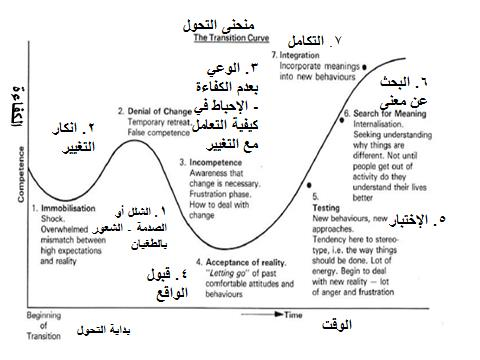 منحنى التحول
The Transition Curve
٧. التكامل
7. Integration
Incorporate meanings
into new behaviours
٣. الوعي
بعدم الكفاءة
- الإحباط في
كيفية التعامل
مع التغيير
٦. البحث
عن معنى
الكفاءة
Competence
٢. انكار
التغيير
2. Denial of Change
Temporary retreat.
False competence
6. Search for Meaning
Internalisation.
Seeking understanding
why things are
different. Not until
people get out of
activity do they
understand their lives
better
3. Incompetence
Awareness that
change is necessary.
Frustration phase.
How to deal with
change
1. Immobilisation
Shock.
Overwhelmed
mismatch between
high expectations
and reality
١. الشلل أو
الصدمة - الشعور
بالطغيان
5.
Testing
New behaviours, new
approaches.
Tendency here to stereo-
type, i.e. the way things
should be done. Lot of
energy. Begin to deal
with new reality — lot
of anger and frustration
٥. الإختبار
4. Acceptance of reality.
"Letting go" of past
comfortable attitudes and
behaviours
٤. قبول
الواقع
Beginning
of
Transition
بداية التحول
Time
الوقت